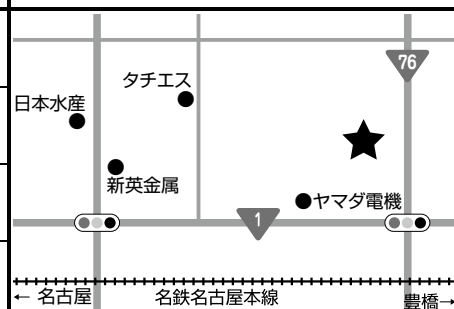 76
タチエス
日本水産
新英金属
ヤマダ電機
1
← 名古屋
名鉄名古屋本線
豊橋→